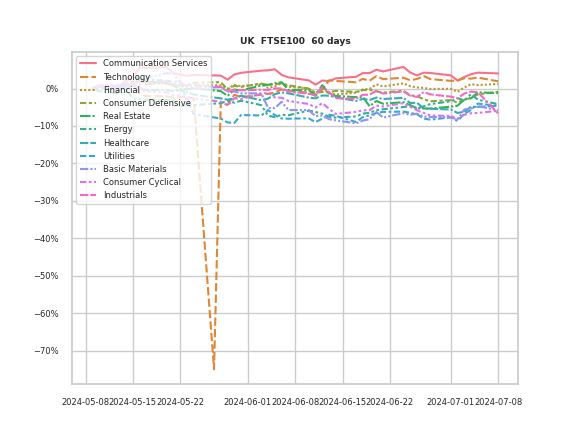 UK  FTSE100  60 days
Communication Services
Technology
Financial
Consumer Defensive
Real Estate
Energy
Healthcare
Utilities
Basic Materials
Consumer Cyclical
Industrials
0%
−10%
−20%
−30%
−40%
−50%
−60%
−70%
2024-05-08 2024-05-15 2024-05-22 2024-06-01 2024-06-08 2024-06-15 2024-06-22 2024-07-01 2024-07-08